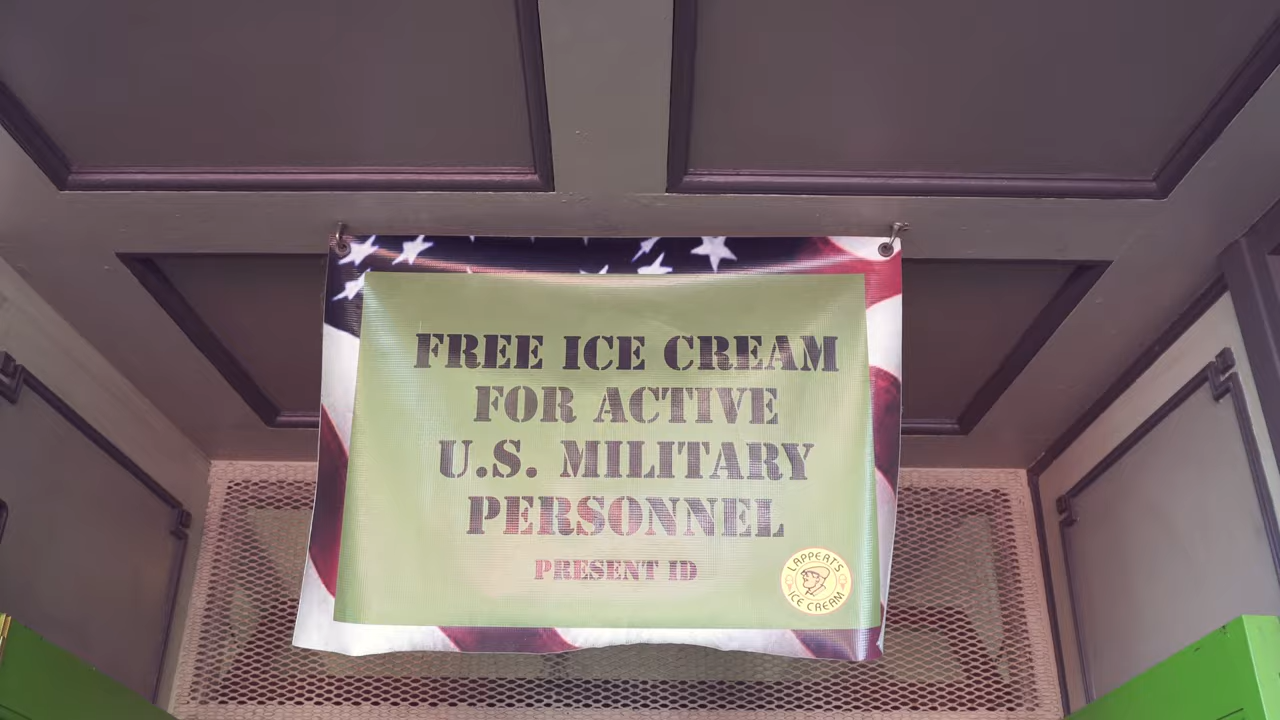 FREE ICE CREAM
FOR ACTIVE
U.S. MILITARY
PERSONNEL
PRESENT ID
LAPPERT'S
ICE CREAM